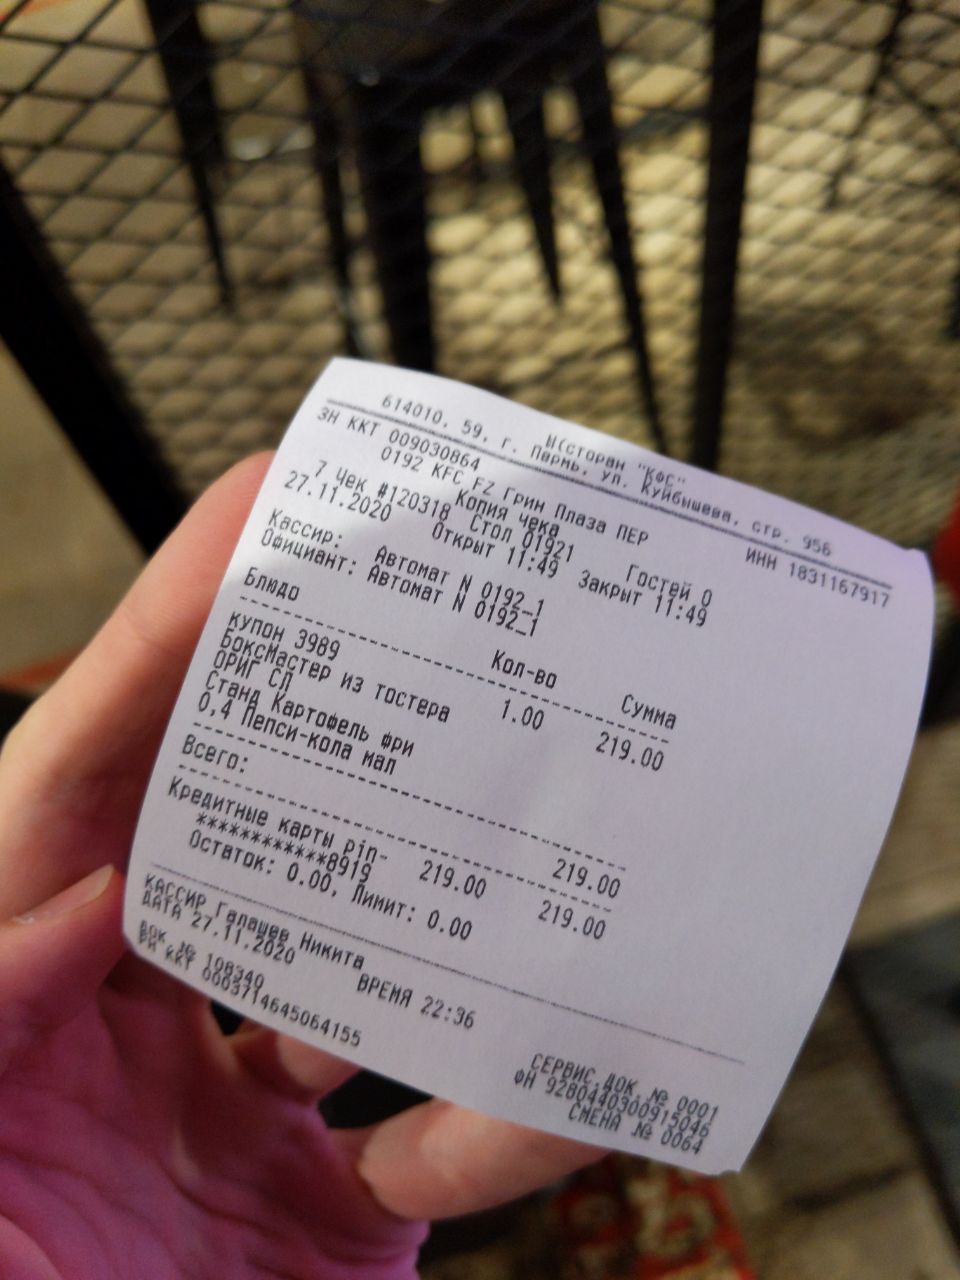 Ресторан "КФС"
614010, 59, г. Пермь, ул. Куйбышева, стр. 95б
ЗН ККТ 009030864 ИНН 1831167917
0192 KFC FZ Грин Плаза ПЕР
Копия чека
7 Чек #120318 Стол 01921 Гостей 0
27.11.2020 Открыт 11:49 Закрыт 11:49
Кассир: Автомат N 0192_1
Официант: Автомат N 0192_1
Блюдо Кол-во Сумма
КУПОН 3989 1.00 219.00
БоксМастер из тостера
ОРИГ СЛ
Станд Картофель фри
0,4 Пепси-кола мал
Всего: 219.00
Кредитные карты pin- 219.00 219.00
************8919
Остаток: 0.00, Лимит: 0.00
КАССИР Галашев Никита
ДАТА 27.11.2020 ВРЕМЯ 22:36
СЕРВИС.ДОК.№ 0001
ДОК.№ 108340 ФН 9280440300915046
РН ККТ 0003714645064155 СМЕНА № 0064